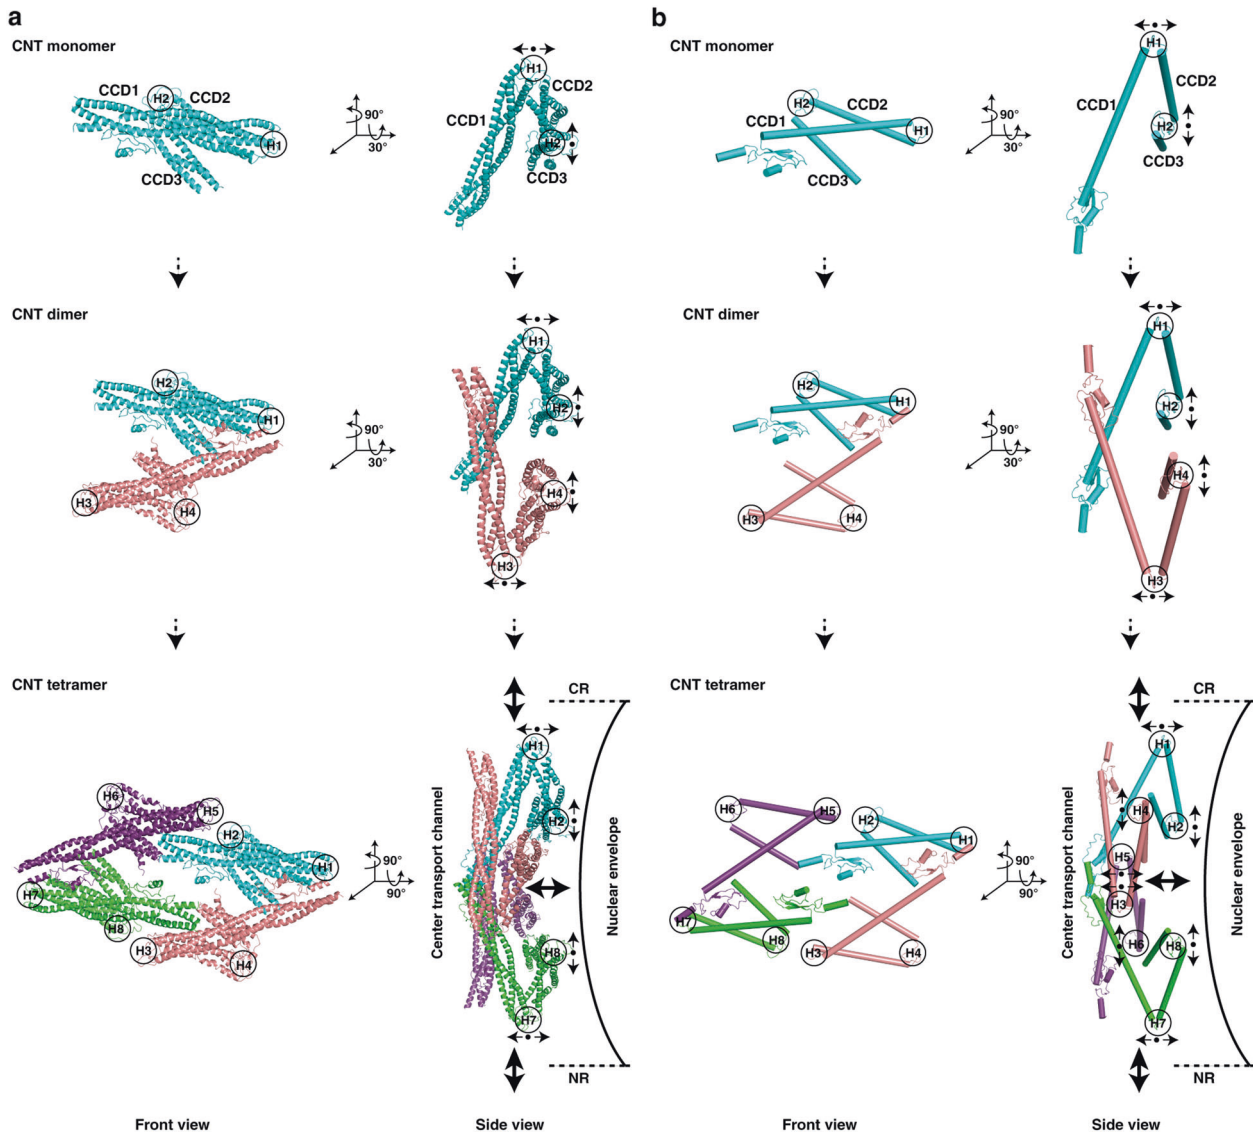 a
CNT monomer
CCD1
H2
CCD2
H1
CCD3
90°
30°
H1
CCD2
CCD1
H2
CCD3
CNT dimer
H2
H1
H3
H4
90°
30°
H1
H2
H4
H3
CNT tetramer
H6
H5
H2
H1
H7
H8
H3
H4
90°
90°
CR
H1
H2
H8
H7
NR
Center transport channel
Nuclear envelope
Front view
Side view
b
CNT monomer
H2
CCD2
CCD1
H1
CCD3
90°
30°
H1
CCD2
CCD1
H2
CCD3
CNT dimer
H2
H1
H3
H4
90°
30°
H1
H2
H4
H3
CNT tetramer
H6
H5
H2
H1
H7
H8
H3
H4
90°
90°
CR
H1
H4
H2
H5
H3
H6
H8
H7
NR
Center transport channel
Nuclear envelope
Front view
Side view